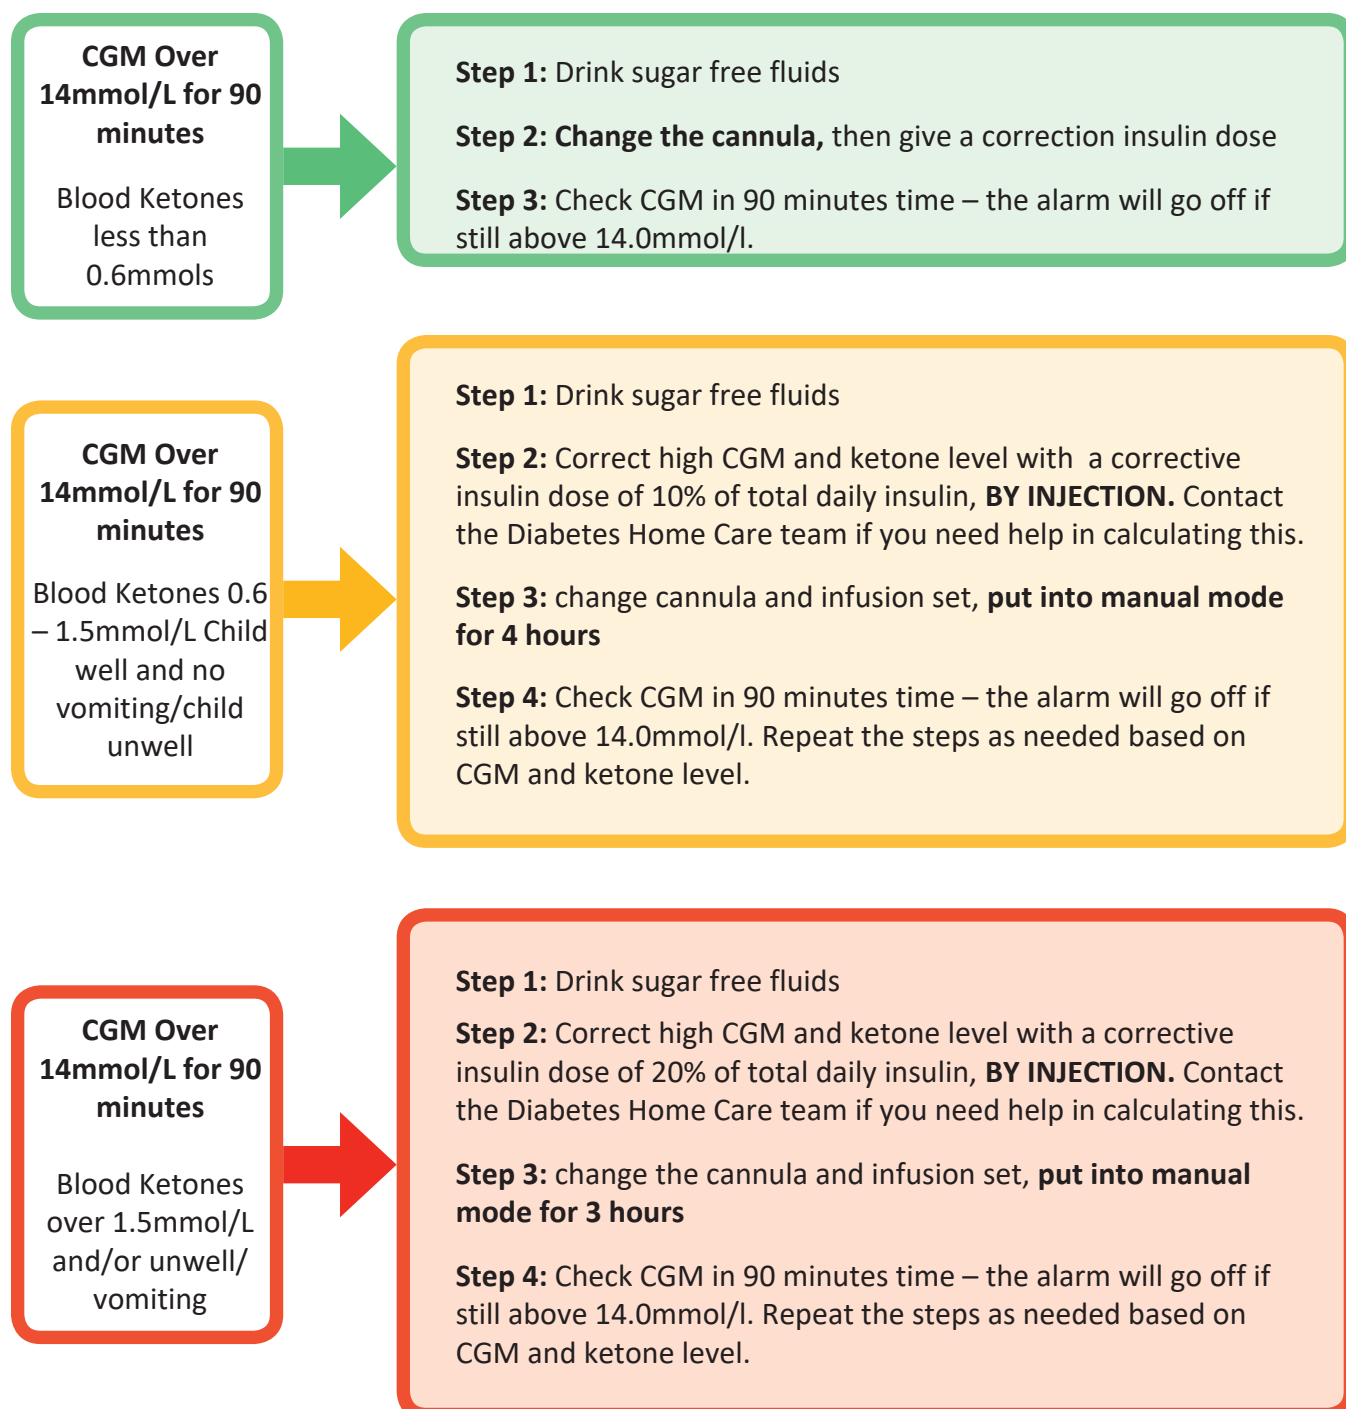 CGM Over
14mmol/L for 90
minutes
Blood Ketones
less than
0.6mmols
Step 1: Drink sugar free fluids
Step 2: Change the cannula, then give a correction insulin dose
Step 3: Check CGM in 90 minutes time – the alarm will go off if
still above 14.0mmol/l.
CGM Over
14mmol/L for 90
minutes
Blood Ketones 0.6
– 1.5mmol/L Child
well and no
vomiting/child
unwell
Step 1: Drink sugar free fluids
Step 2: Correct high CGM and ketone level with a corrective
insulin dose of 10% of total daily insulin, BY INJECTION. Contact
the Diabetes Home Care team if you need help in calculating this.
Step 3: change cannula and infusion set, put into manual mode
for 4 hours
Step 4: Check CGM in 90 minutes time – the alarm will go off if
still above 14.0mmol/l. Repeat the steps as needed based on
CGM and ketone level.
CGM Over
14mmol/L for 90
minutes
Blood Ketones
over 1.5mmol/L
and/or unwell/
vomiting
Step 1: Drink sugar free fluids
Step 2: Correct high CGM and ketone level with a corrective
insulin dose of 20% of total daily insulin, BY INJECTION. Contact
the Diabetes Home Care team if you need help in calculating this.
Step 3: change the cannula and infusion set, put into manual
mode for 3 hours
Step 4: Check CGM in 90 minutes time – the alarm will go off if
still above 14.0mmol/l. Repeat the steps as needed based on
CGM and ketone level.